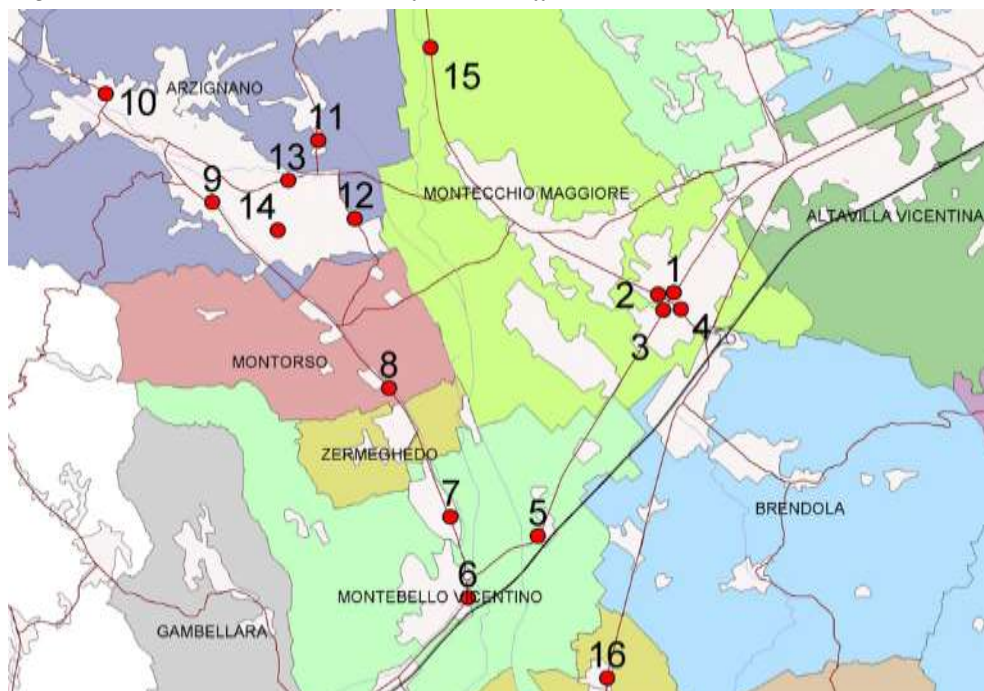 15
ARZIGNANO
10
11
13
9
12
MONTECCHIO MAGGIORE
14
ALTAVILLA VICENTINA
1
2
3
4
MONTORSO
8
ZERMEGHEDO
7
5
BRENDOLA
6
MONTEBELLO VICENTINO
GAMBELLARA
16